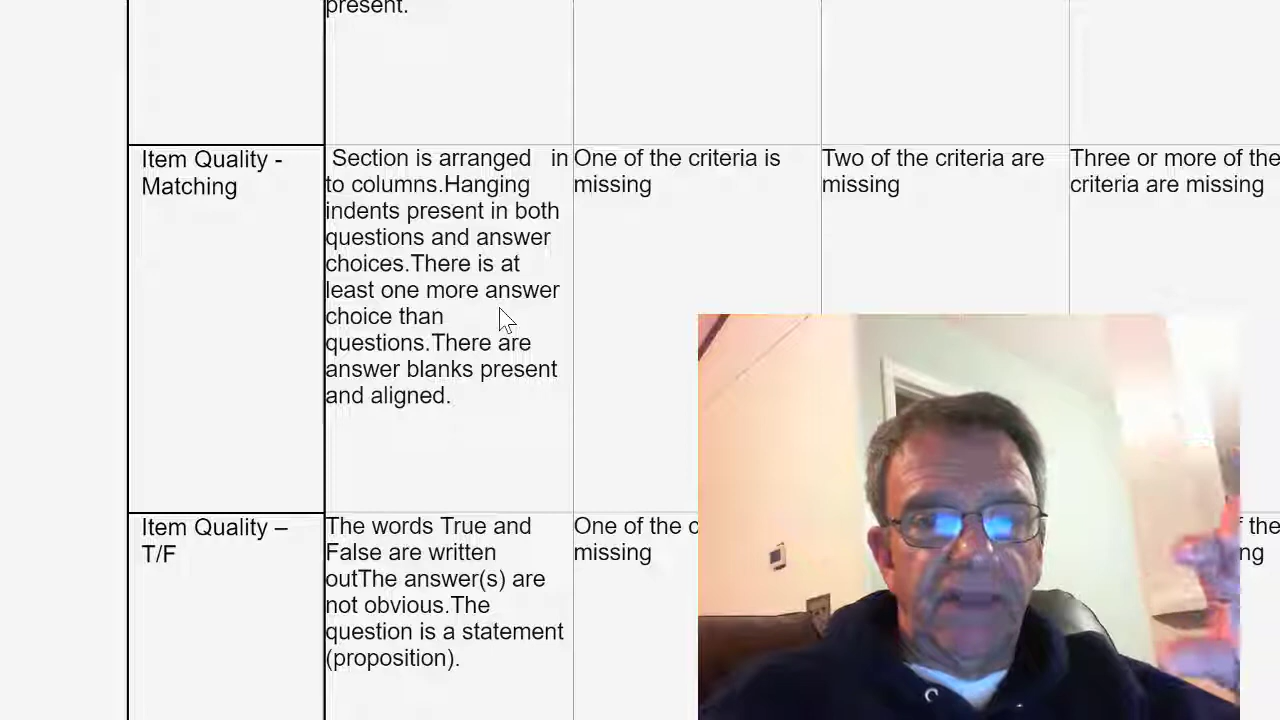 present.
Item Quality -
Matching
Section is arranged in
to columns.Hanging
indents present in both
questions and answer
choices.There is at
least one more answer
choice than
questions.There are
answer blanks present
and aligned.
One of the criteria is
missing
Two of the criteria are
missing
Three or more of the
criteria are missing
Item Quality –
T/F
The words True and
False are written
outThe answer(s) are
not obvious.The
question is a statement
(proposition).
One of the
missing
the